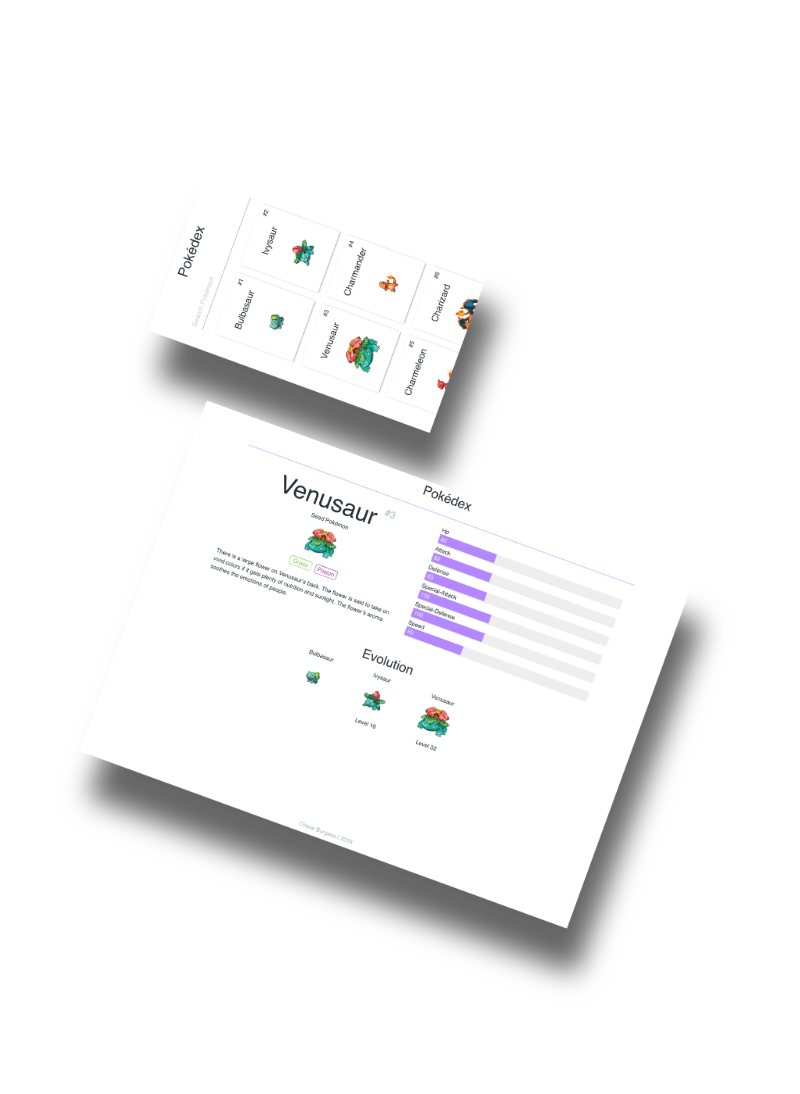 Pokédex
Search Pokémon
#1
Bulbasaur
#2
Ivysaur
#3
Venusaur
#4
Charmander
#5
Charmeleon
#6
Charizard
Pokédex
Venusaur #3
Seed Pokémon
Grass Poison
There is a large flower on Venusaur's back. The flower is said to take on
vivid colors if it gets plenty of nutrition and sunlight. The flower's aroma
soothes the emotions of people.
Hp
80
Attack
82
Defense
83
Special-Attack
100
Special-Defense
100
Speed
80
Evolution
Bulbasaur
Ivysaur
Level 16
Venusaur
Level 32
Chase Burgess | 2019